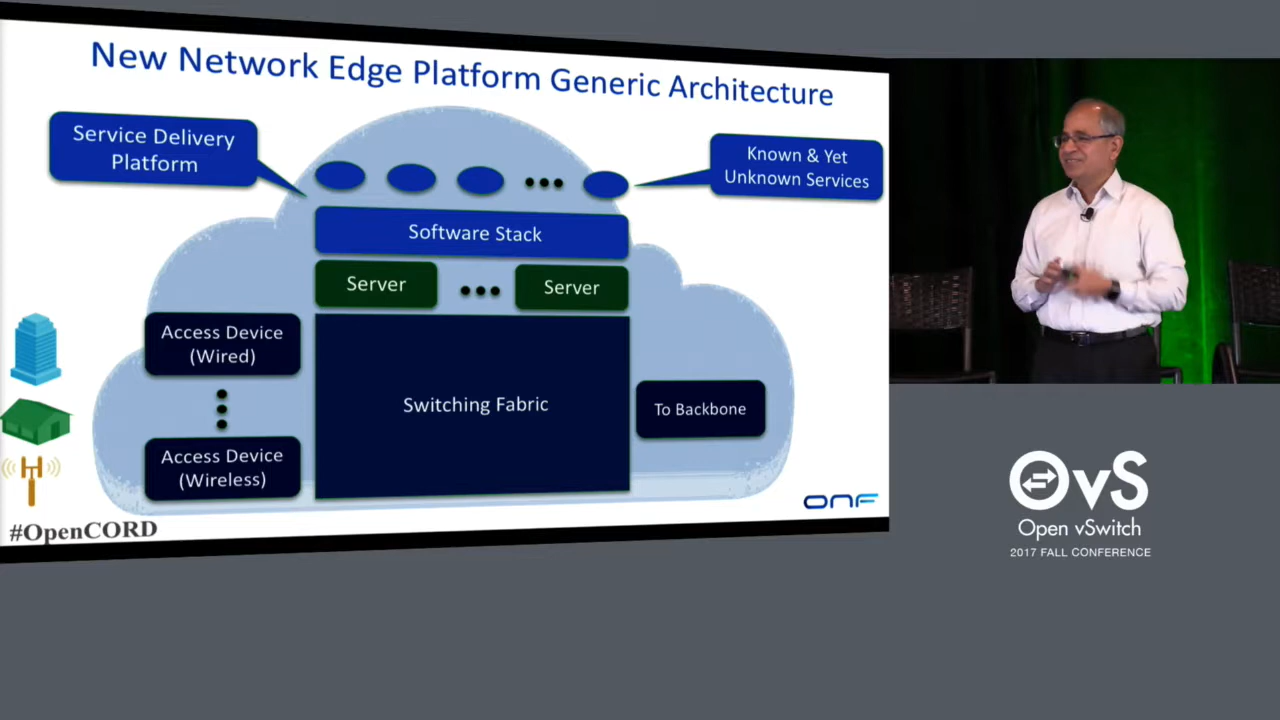 New Network Edge Platform Generic Architecture
Service Delivery
Platform
Known & Yet
Unknown Services
Software Stack
Server
Server
Access Device
(Wired)
Switching Fabric
To Backbone
Access Device
(Wireless)
ONF
#OpenCORD
OvS
Open vSwitch
2017 FALL CONFERENCE